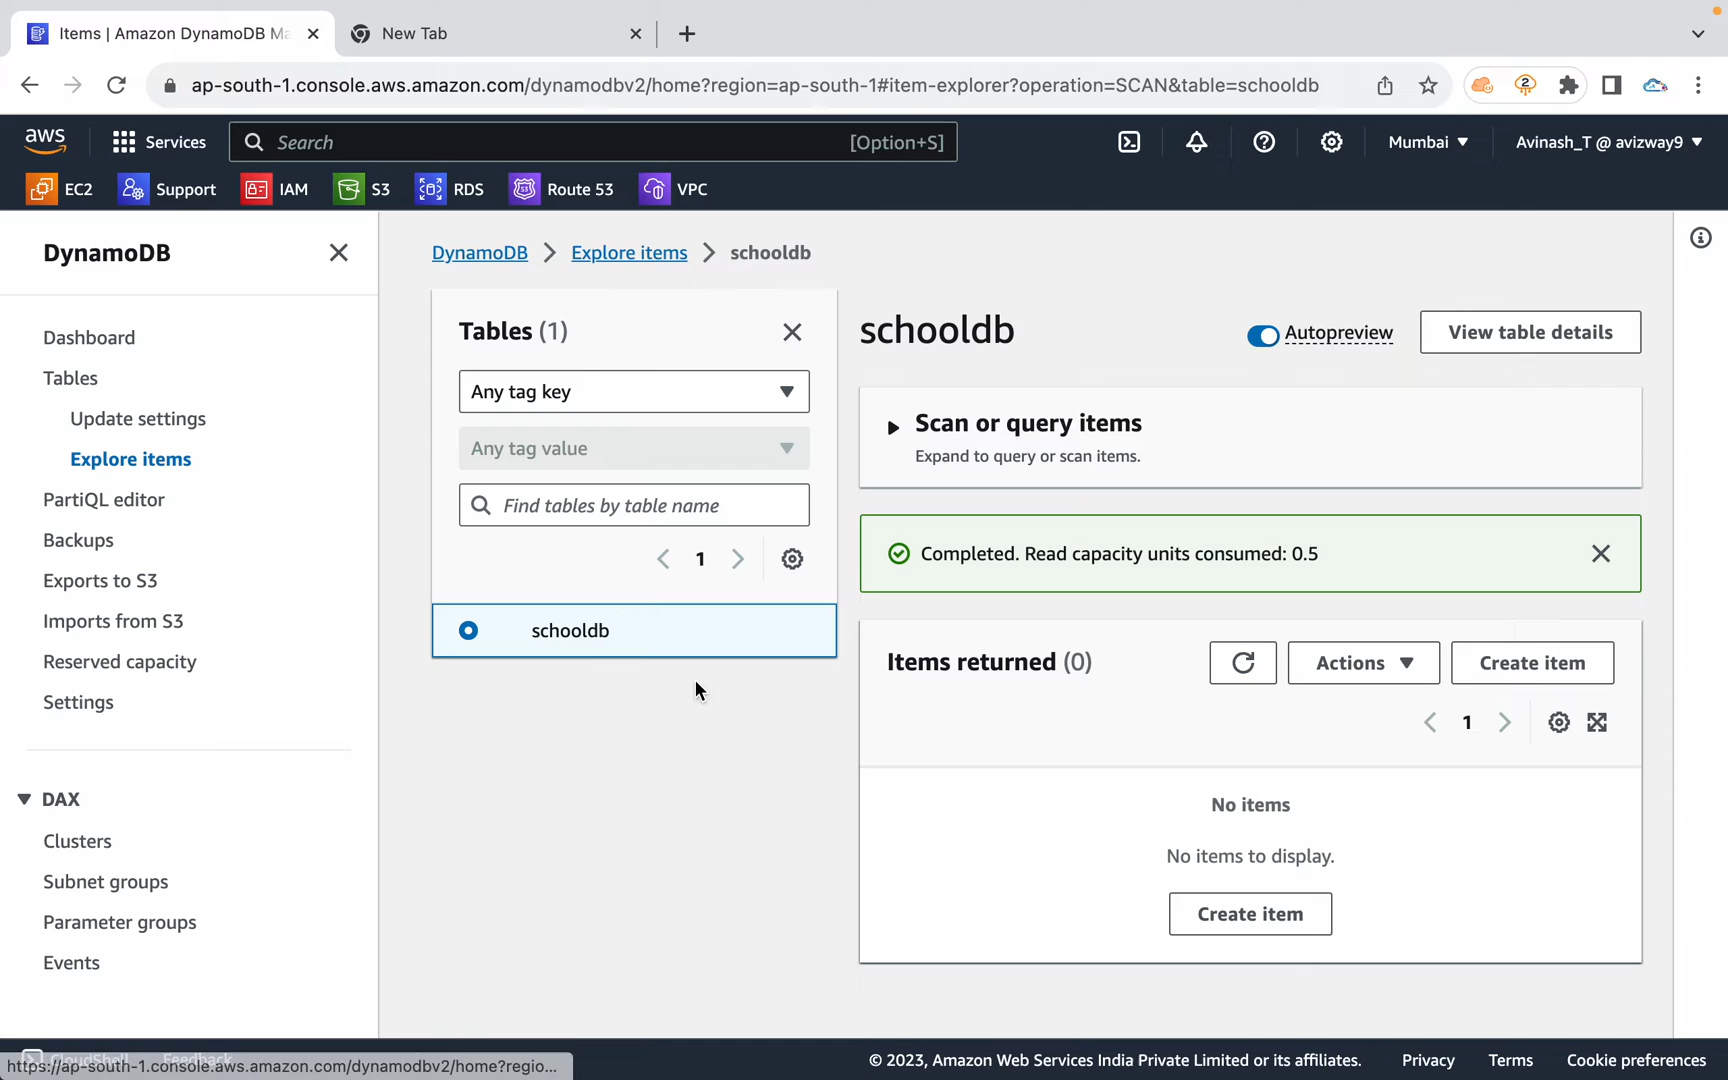 Items | Amazon DynamoDB Ma
New Tab
ap-south-1.console.aws.amazon.com/dynamodbv2/home?region=ap-south-1#item-explorer?operation=SCAN&table=schooldb
aws
Services
Search
[Option+S]
Mumbai
Avinash_T @ avizway9
EC2
Support
IAM
S3
RDS
Route 53
VPC
DynamoDB
Dashboard
Tables
Update settings
Explore items
PartiQL editor
Backups
Exports to S3
Imports from S3
Reserved capacity
Settings
DAX
Clusters
Subnet groups
Parameter groups
Events
DynamoDB
Explore items
schooldb
Tables (1)
Any tag key
Any tag value
Find tables by table name
1
schooldb
schooldb
Autopreview
View table details
Scan or query items
Expand to query or scan items.
Completed. Read capacity units consumed: 0.5
Items returned (0)
Actions
Create item
1
No items
No items to display.
Create item
CloudShell
Feedback
https://ap-south-1.console.aws.amazon.com/dynamodbv2/home?regio...
© 2023, Amazon Web Services India Private Limited or its affiliates.
Privacy
Terms
Cookie preferences
2